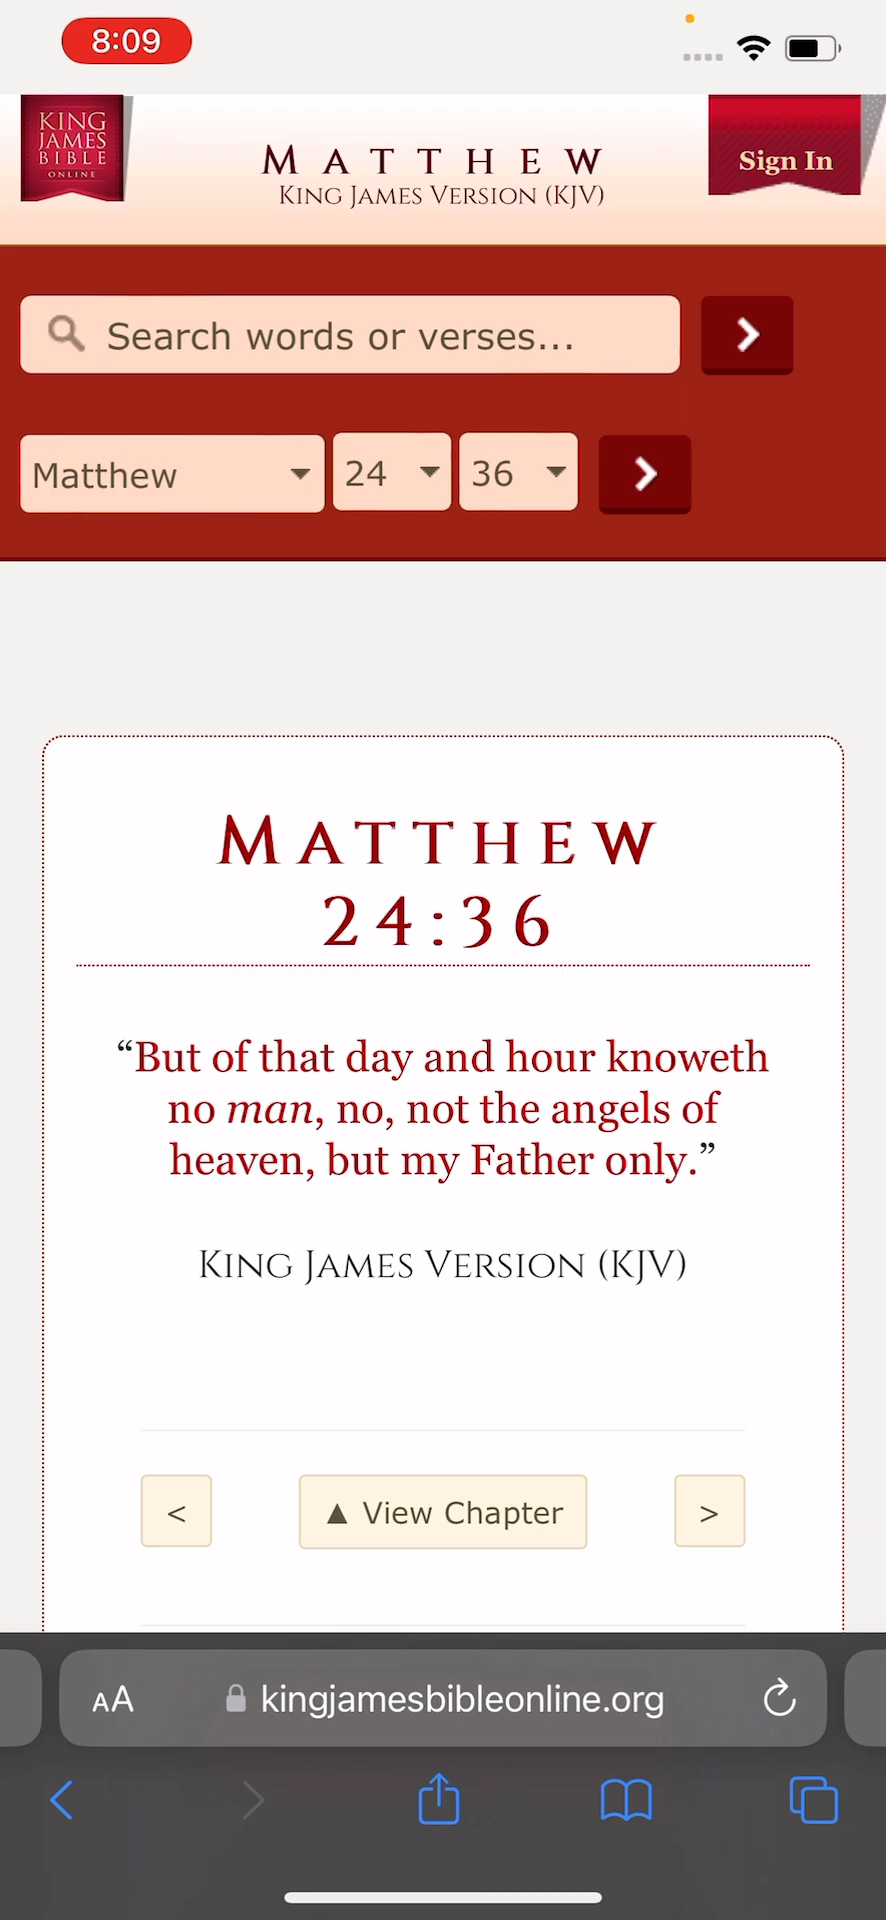 8:09
KING
JAMES
BIBLE
ONLINE
MATTHEW
KING JAMES VERSION (KJV)
Sign In
Search words or verses...
Matthew 24 36
MATTHEW
24:36
“But of that day and hour knoweth
no man, no, not the angels of
heaven, but my Father only.”
KING JAMES VERSION (KJV)
< ▲ View Chapter >
AA kingjamesbibleonline.org